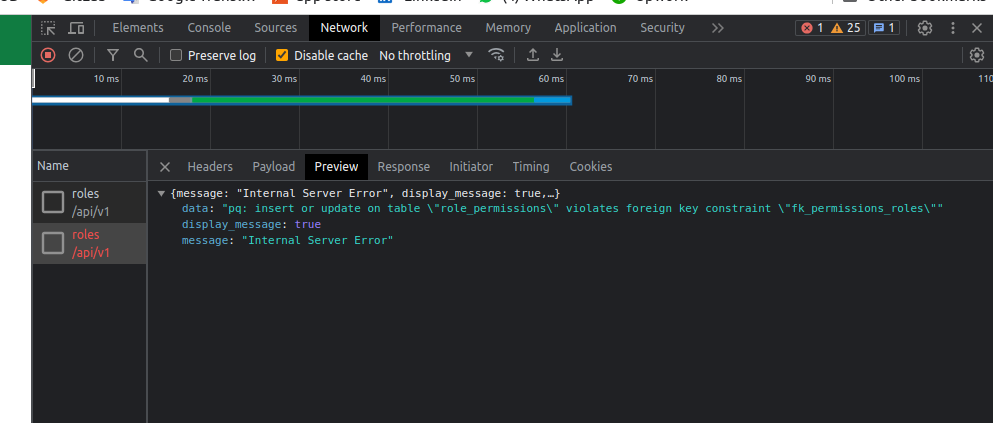 Elements Console Sources Network Performance Memory Application Security 1 25 1
Preserve log Disable cache No throttling
10 ms 20 ms 30 ms 40 ms 50 ms 60 ms 70 ms 80 ms 90 ms 100 ms 110
Name Headers Payload Preview Response Initiator Timing Cookies
roles
/api/v1
roles
/api/v1
{message: "Internal Server Error", display_message: true,…}
data: "pq: insert or update on table \"role_permissions\" violates foreign key constraint \"fk_permissions_roles\""
display_message: true
message: "Internal Server Error"